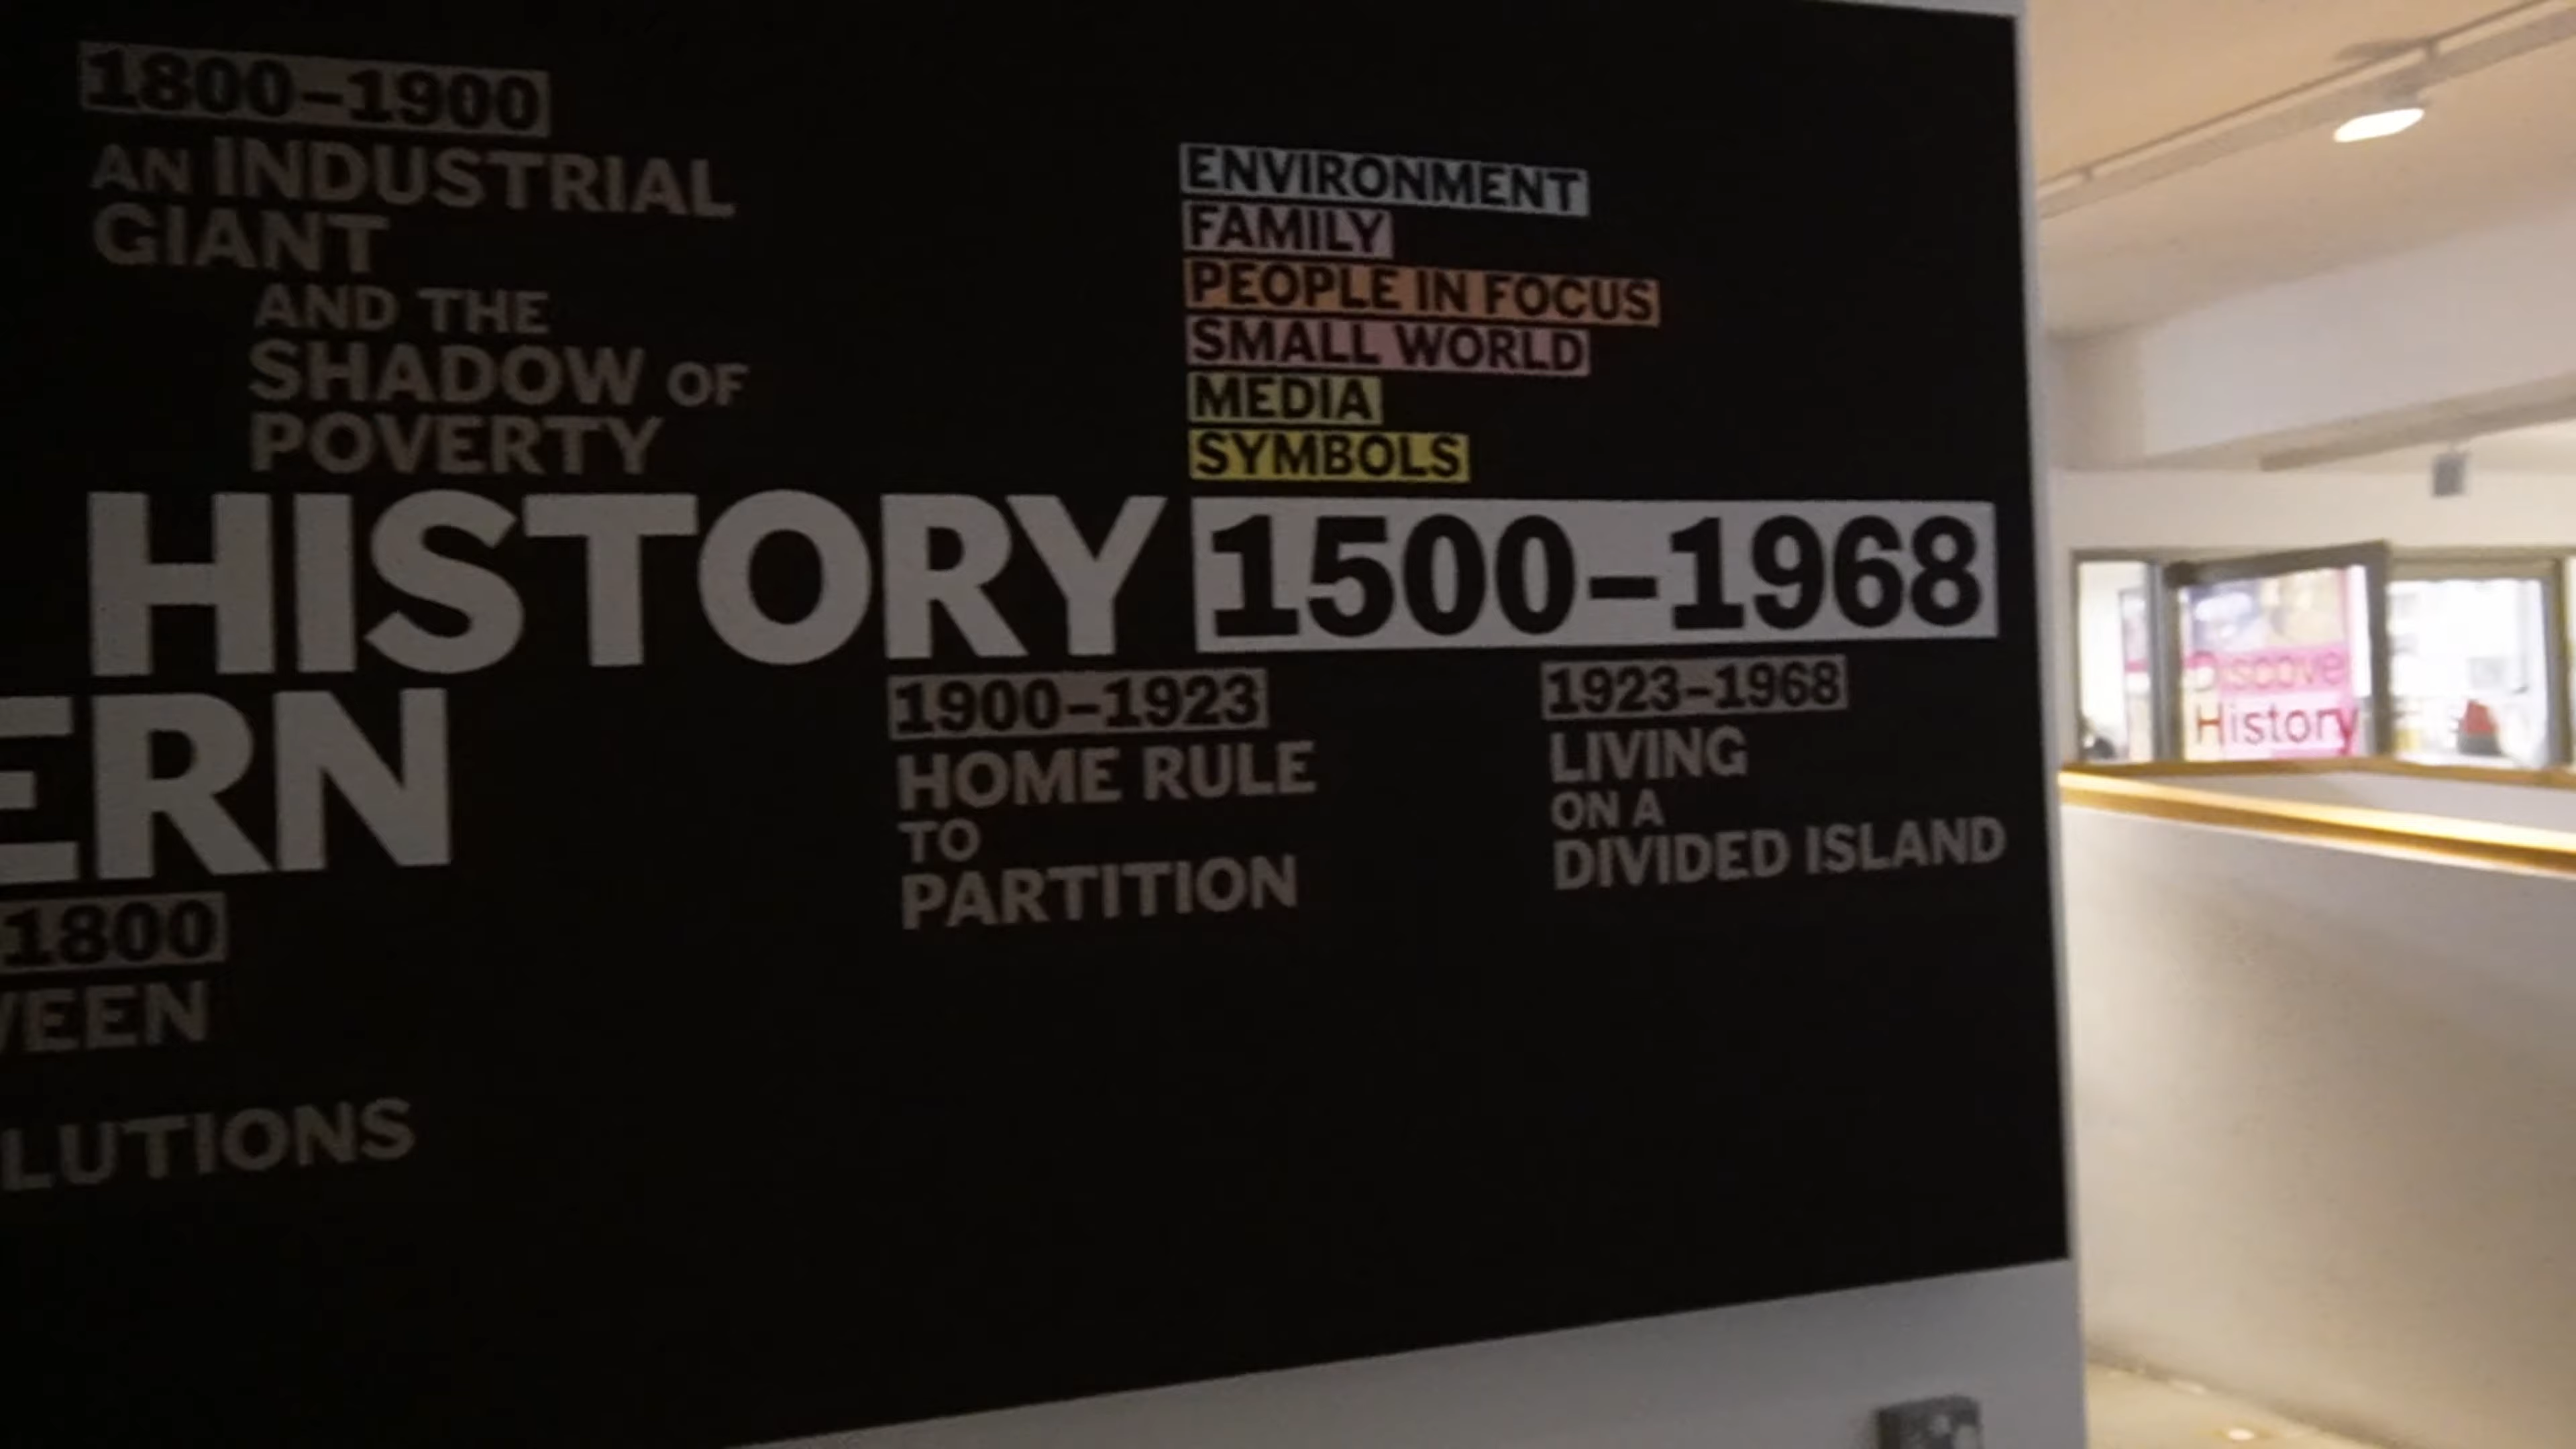 1800–1900
AN INDUSTRIAL
GIANT
AND THE
SHADOW OF
POVERTY
ENVIRONMENT
FAMILY
PEOPLE IN FOCUS
SMALL WORLD
MEDIA
SYMBOLS
HISTORY 1500–1968
ERN
1800
VEEN
LUTIONS
1900–1923
HOME RULE
TO
PARTITION
1923–1968
LIVING
ON A
DIVIDED ISLAND
Discove
History